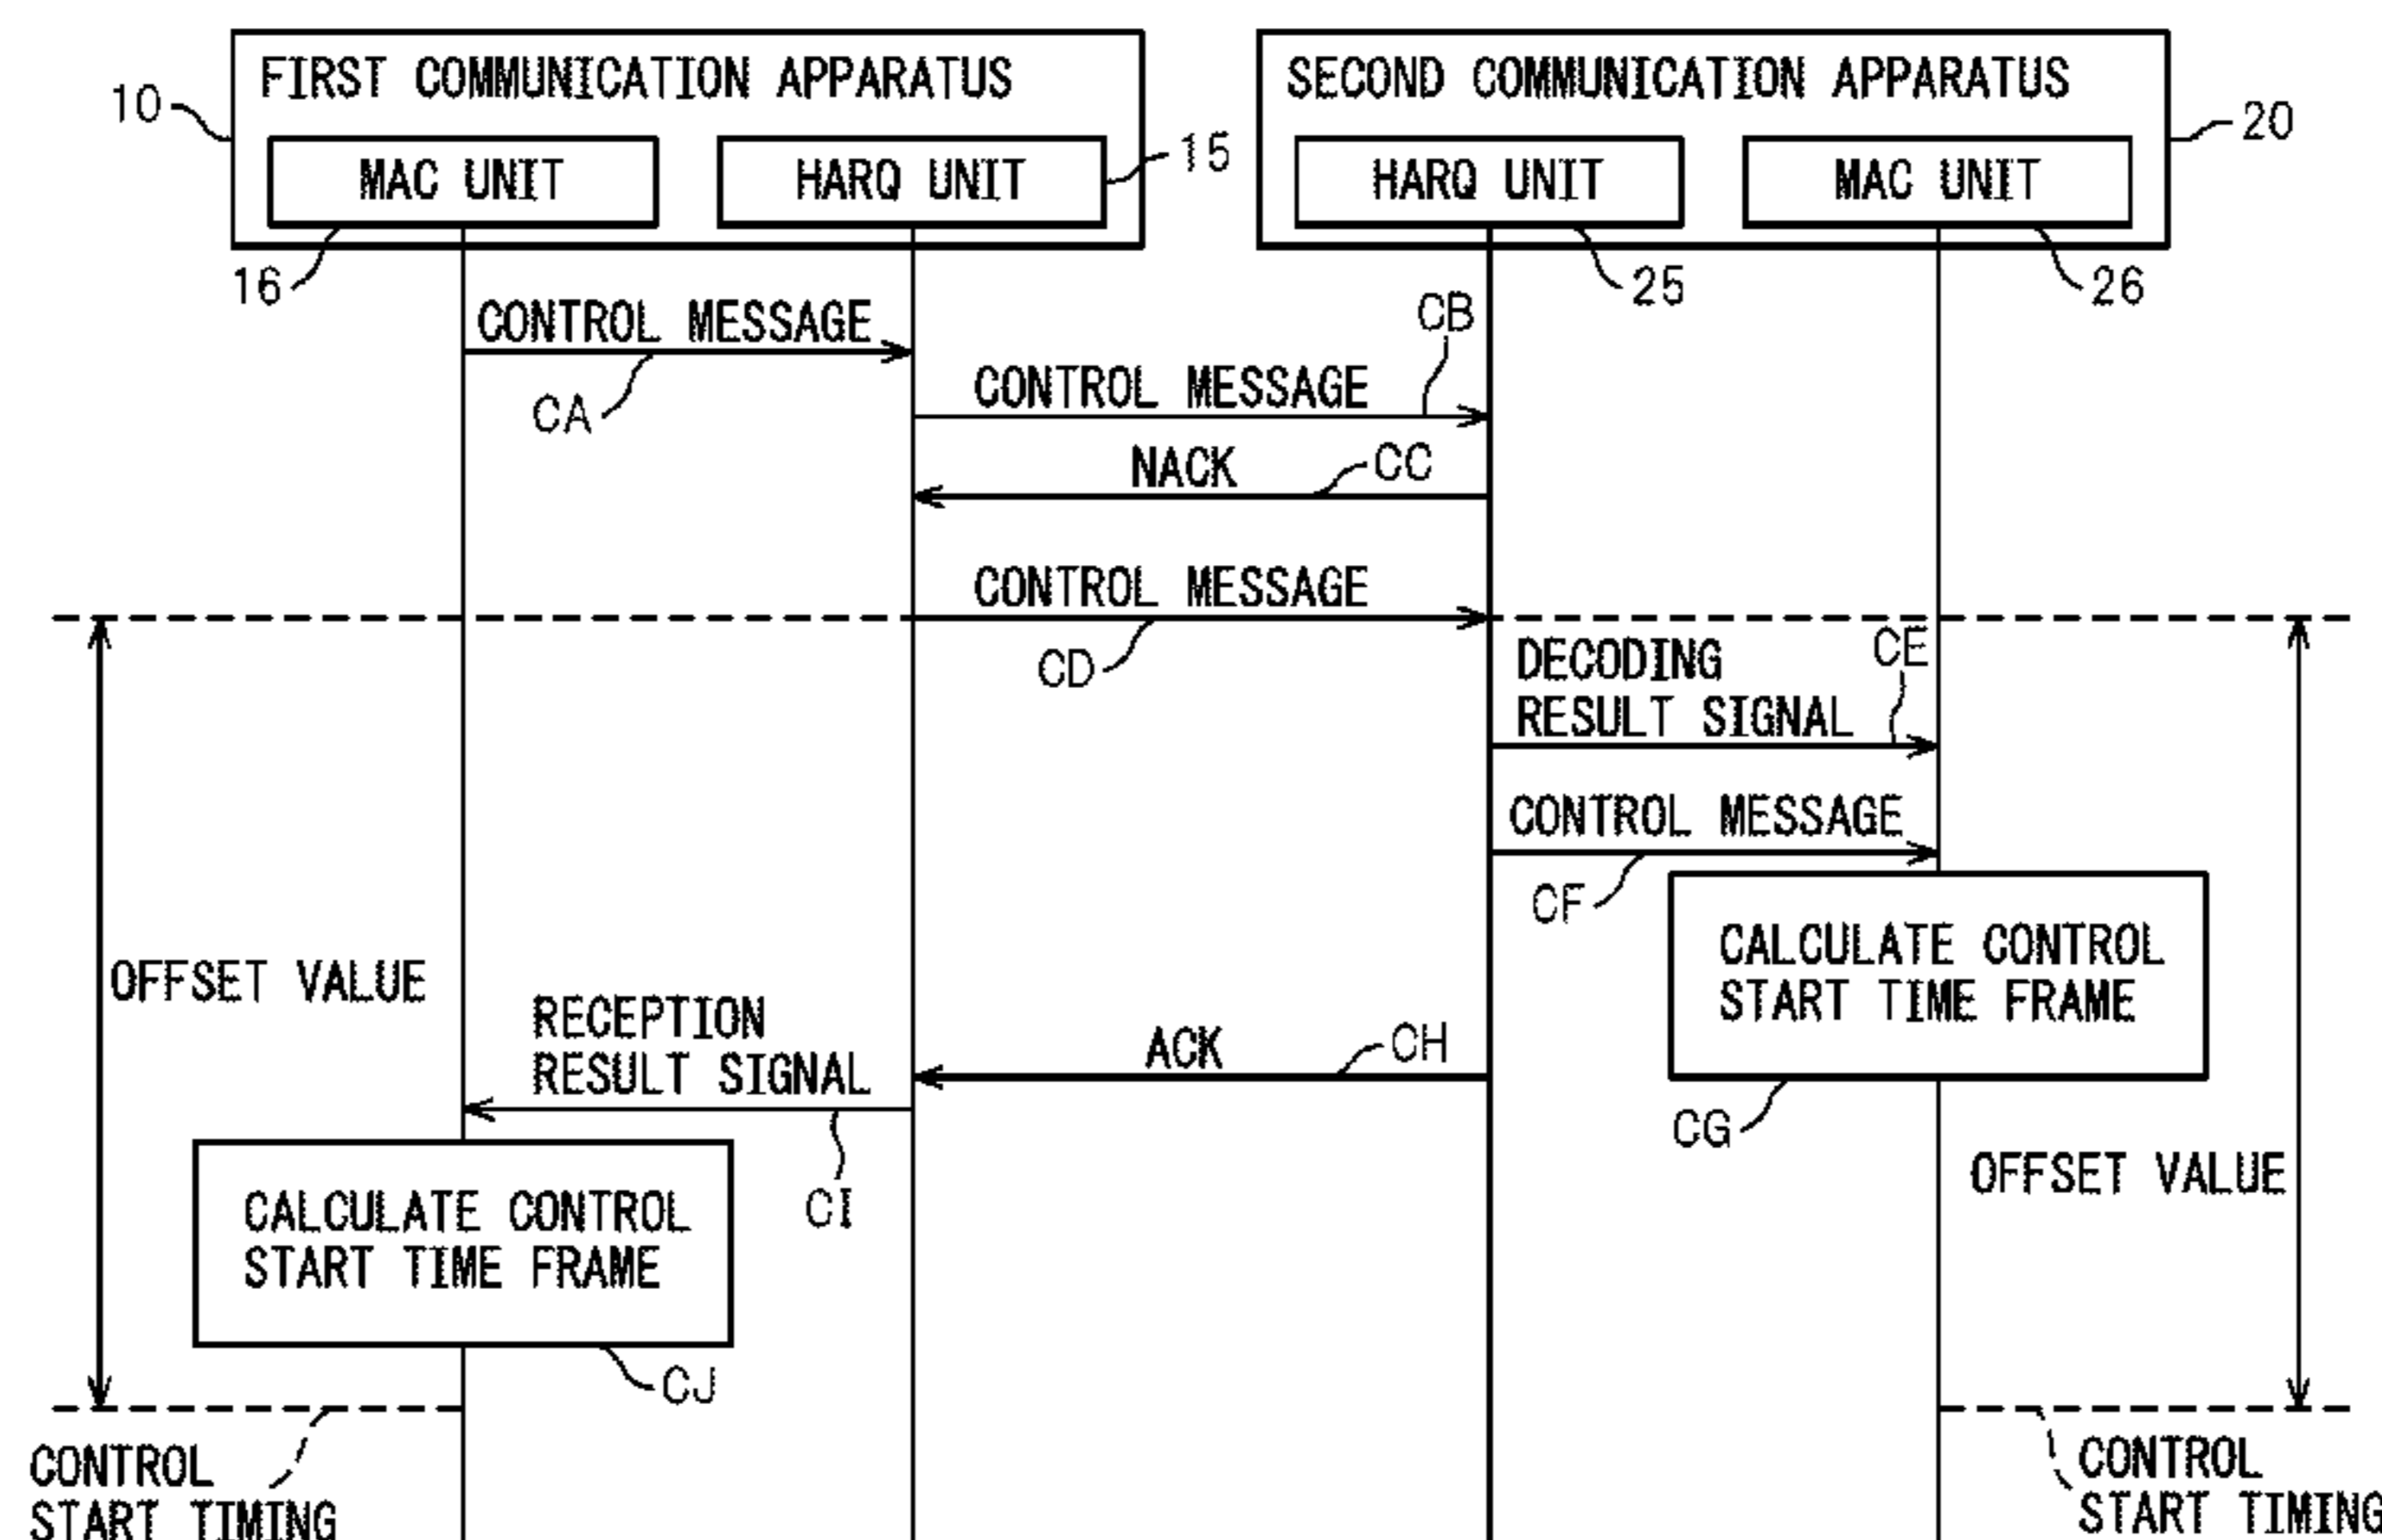 FIRST COMMUNICATION APPARATUS
SECOND COMMUNICATION APPARATUS
10
20
MAC UNIT
HARQ UNIT
15
HARQ UNIT
MAC UNIT
16
25
26
CONTROL MESSAGE
CA
CB
CONTROL MESSAGE
NACK
CC
CONTROL MESSAGE
CD
DECODING
RESULT SIGNAL
CE
CONTROL MESSAGE
CF
CALCULATE CONTROL
START TIME FRAME
CG
OFFSET VALUE
RECEPTION
RESULT SIGNAL
ACK
CH
CI
OFFSET VALUE
CALCULATE CONTROL
START TIME FRAME
CJ
CONTROL
START TIMING
CONTROL
START TIMING